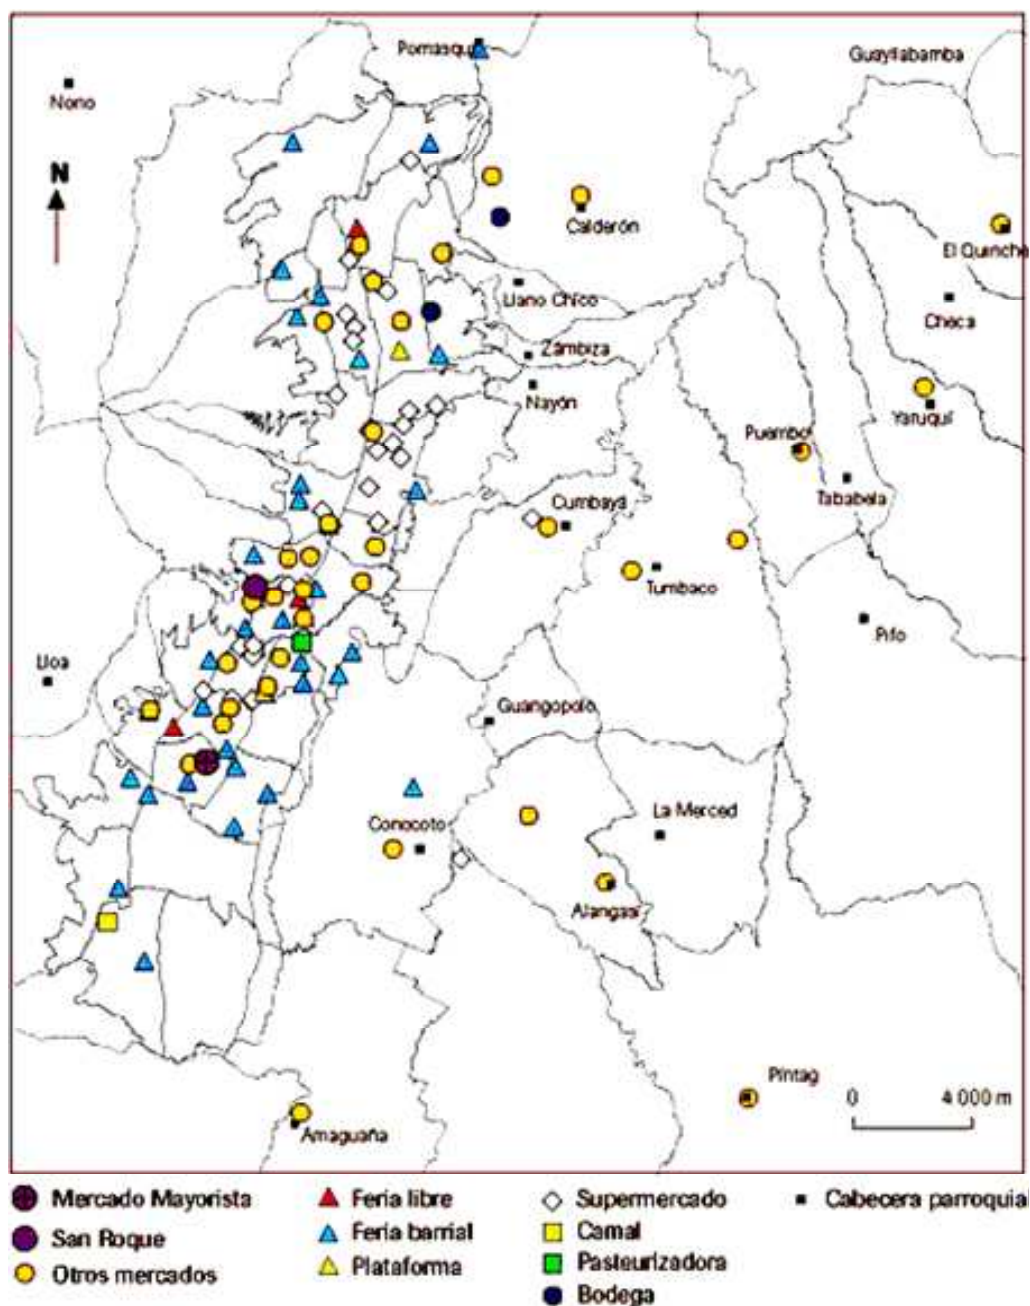 Pomasqui
Guayllabamba
Nono
N
Calderón
El Quinche
Llano Chico
Checa
Zámbiza
Nayón
Yaruquí
Puembo
Tababela
Cumbaya
Tumbaco
Pifo
Lloa
Guangopolo
La Merced
Conocoto
Alangasí
Pintag
0 4 000 m
Amaguaña
Mercado Mayorista
Feria libre
Supermercado
Cabecera parroquial
San Roque
Feria barrial
Camal
Otros mercados
Plataforma
Pasteurizadora
Bodega